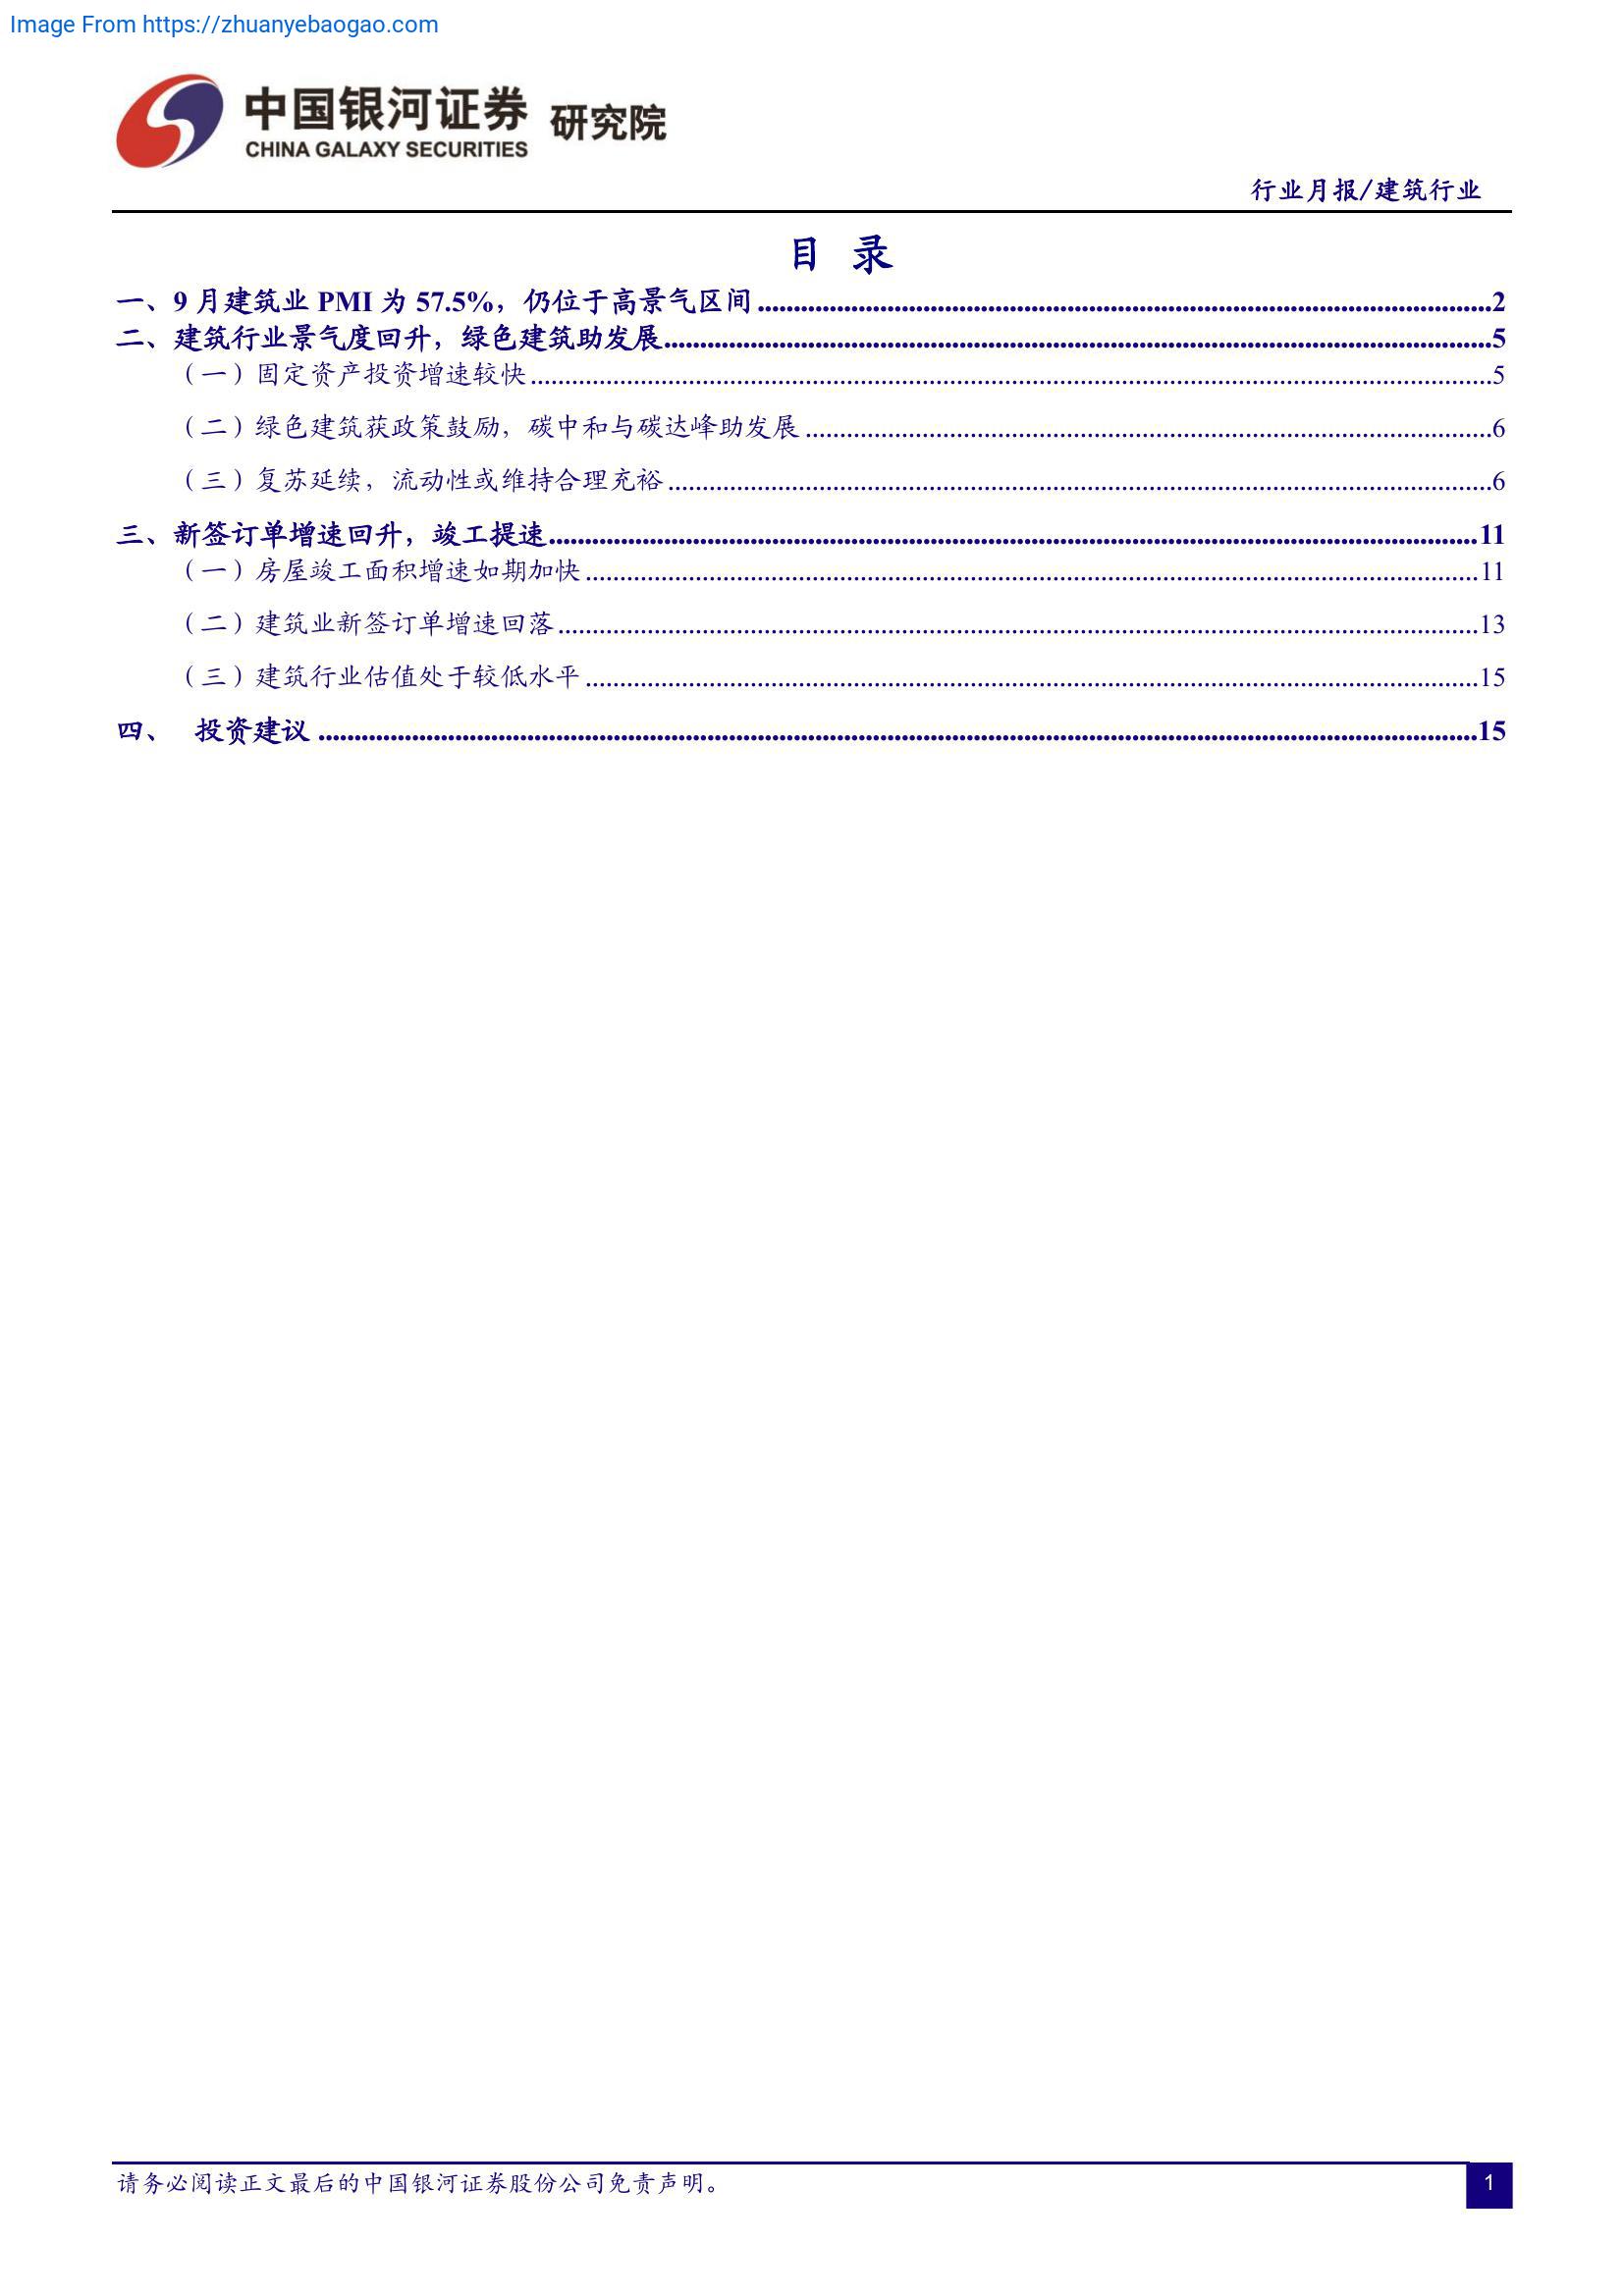 Image From https://zhuanyebaogao.com
中国银河证券 研究院
CHINA GALAXY SECURITIES
行业月报/建筑行业
目 录
一、9 月建筑业 PMI 为 57.5%，仍位于高景气区间......2
二、建筑行业景气度回升，绿色建筑助发展......5
（一）固定资产投资增速较快......5
（二）绿色建筑获政策鼓励，碳中和与碳达峰助发展......6
（三）复苏延续，流动性或维持合理充裕......6
三、新签订单增速回升，竣工提速......11
（一）房屋竣工面积增速如期加快......11
（二）建筑业新签订单增速回落......13
（三）建筑行业估值处于较低水平......15
四、 投资建议......15
请务必阅读正文最后的中国银河证券股份公司免责声明。
1